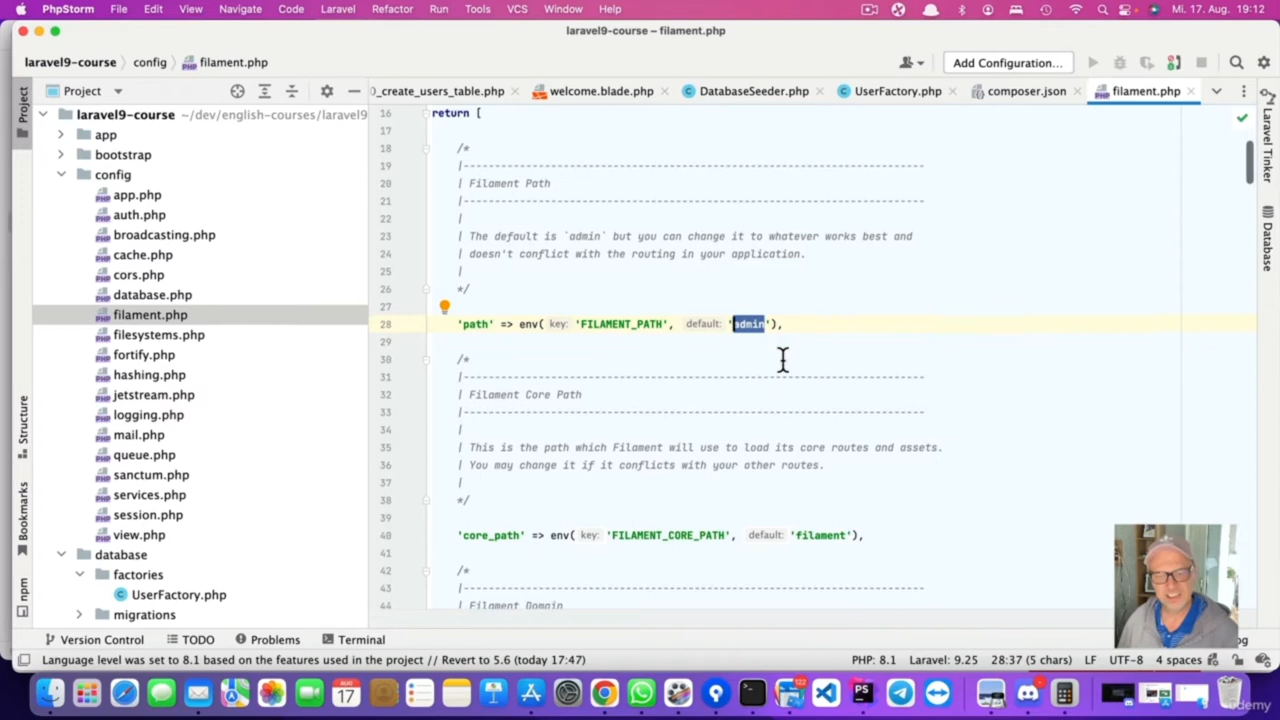 PhpStorm File Edit View Navigate Code Laravel Refactor Run Tools VCS Window Help Mi. 17. Aug. 19:12
laravel9-course – filament.php
laravel9-course config filament.php Add Configuration...
Project 0_create_users_table.php welcome.blade.php DatabaseSeeder.php UserFactory.php composer.json filament.php
Project
Structure
Bookmarks
npm
laravel9-course ~/dev/english-courses/laravel9
app
bootstrap
config
app.php
auth.php
broadcasting.php
cache.php
cors.php
database.php
filament.php
filesystems.php
fortify.php
hashing.php
jetstream.php
logging.php
mail.php
queue.php
sanctum.php
services.php
session.php
view.php
database
factories
UserFactory.php
migrations
16 return [
17
18 /*
19 |--------------------------------------------------------------------------
20 | Filament Path
21 |--------------------------------------------------------------------------
22 |
23 | The default is `admin` but you can change it to whatever works best and
24 | doesn't conflict with the routing in your application.
25 |
26 */
27
28 'path' => env( key: 'FILAMENT_PATH', default: 'admin'),
29
30 /*
31 |--------------------------------------------------------------------------
32 | Filament Core Path
33 |--------------------------------------------------------------------------
34 |
35 | This is the path which Filament will use to load its core routes and assets.
36 | You may change it if it conflicts with your other routes.
37 |
38 */
39
40 'core_path' => env( key: 'FILAMENT_CORE_PATH', default: 'filament'),
41
42 /*
43 |--------------------------------------------------------------------------
44 | Filament Domain
Laravel Tinker
Database
Version Control TODO Problems Terminal og
Language level was set to 8.1 based on the features used in the project // Revert to 5.6 (today 17:47) PHP: 8.1 Laravel: 9.25 28:37 (5 chars) LF UTF-8 4 spaces
AUG
17
122
PS
ûdemy